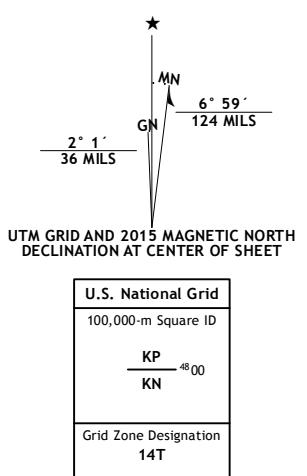 ★
MN
6° 59´
124 MILS
GN
2° 1´
36 MILS
UTM GRID AND 2015 MAGNETIC NORTH
DECLINATION AT CENTER OF SHEET
U.S. National Grid
100,000-m Square ID
KP
4800
KN
Grid Zone Designation
14T